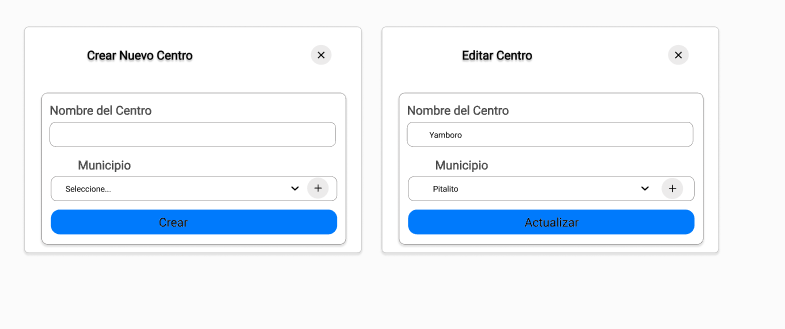 Crear Nuevo Centro
Nombre del Centro
Municipio
Seleccione...
Crear
Editar Centro
Nombre del Centro
Yamboro
Municipio
Pitalito
Actualizar